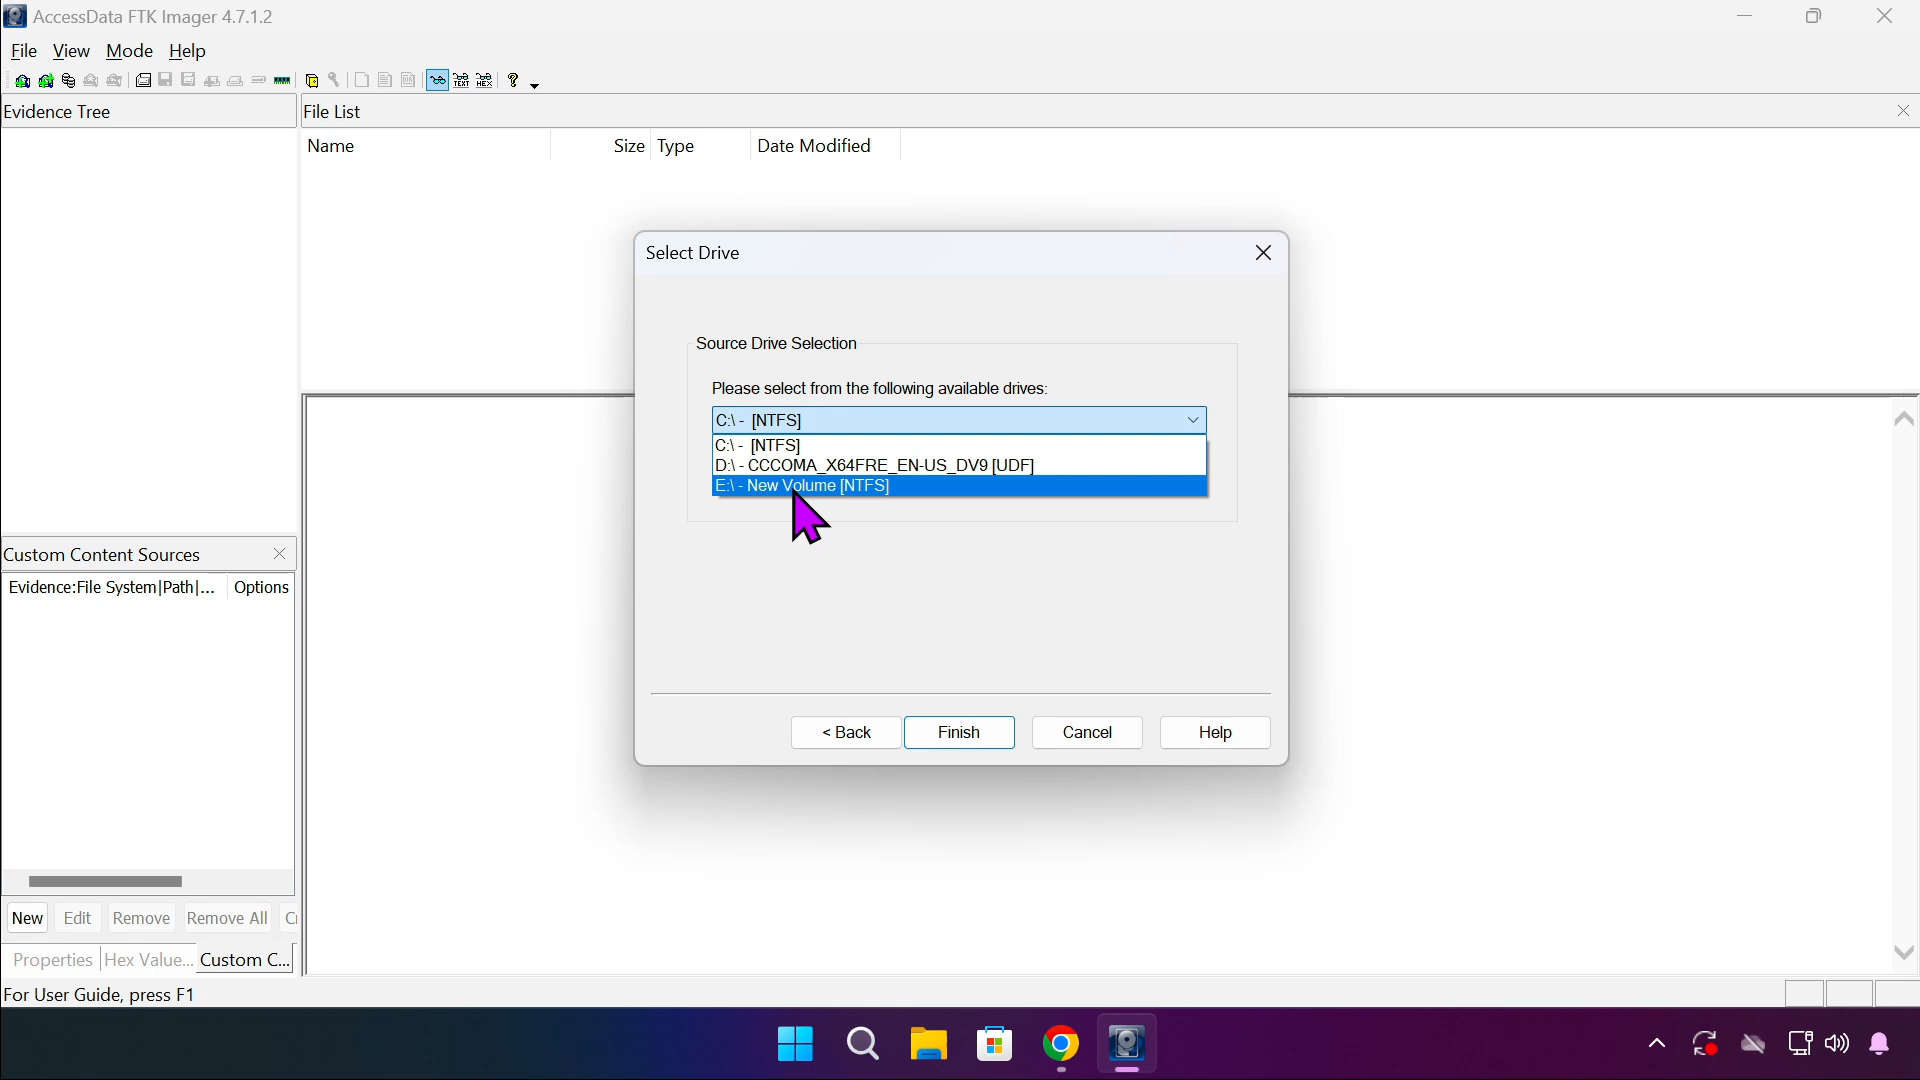 AccessData FTK Imager 4.7.1.2
File View Mode Help
Evidence Tree
File List
Name Size Type Date Modified
Select Drive
Source Drive Selection
Please select from the following available drives:
C:\ - [NTFS]
C:\ - [NTFS]
D:\ - CCCOMA_X64FRE_EN-US_DV9 [UDF]
E:\ - New Volume [NTFS]
< Back Finish Cancel Help
Custom Content Sources
Evidence:File System|Path|... Options
New Edit Remove Remove All
Properties Hex Value... Custom C...
For User Guide, press F1